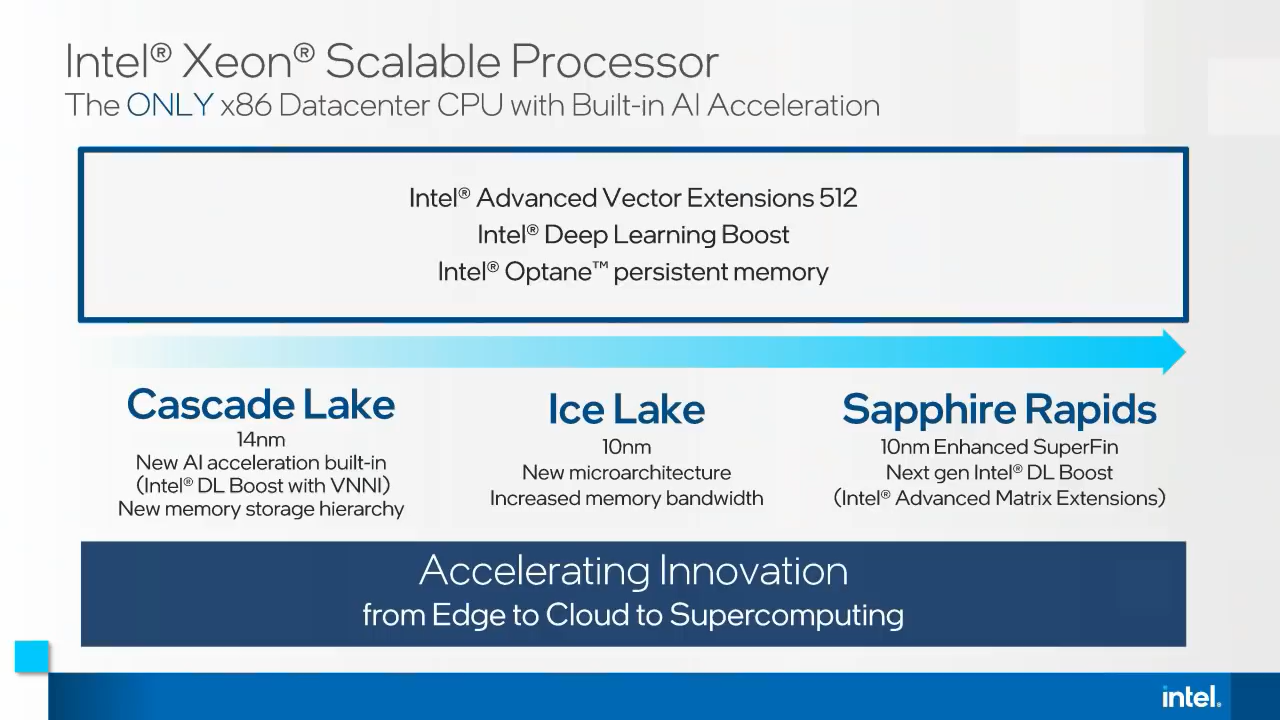 Intel® Xeon® Scalable Processor
The ONLY x86 Datacenter CPU with Built-in AI Acceleration
Intel® Advanced Vector Extensions 512
Intel® Deep Learning Boost
Intel® Optane™ persistent memory
Cascade Lake
14nm
New AI acceleration built-in
(Intel® DL Boost with VNNI)
New memory storage hierarchy
Ice Lake
10nm
New microarchitecture
Increased memory bandwidth
Sapphire Rapids
10nm Enhanced SuperFin
Next gen Intel® DL Boost
(Intel® Advanced Matrix Extensions)
Accelerating Innovation
from Edge to Cloud to Supercomputing
intel.